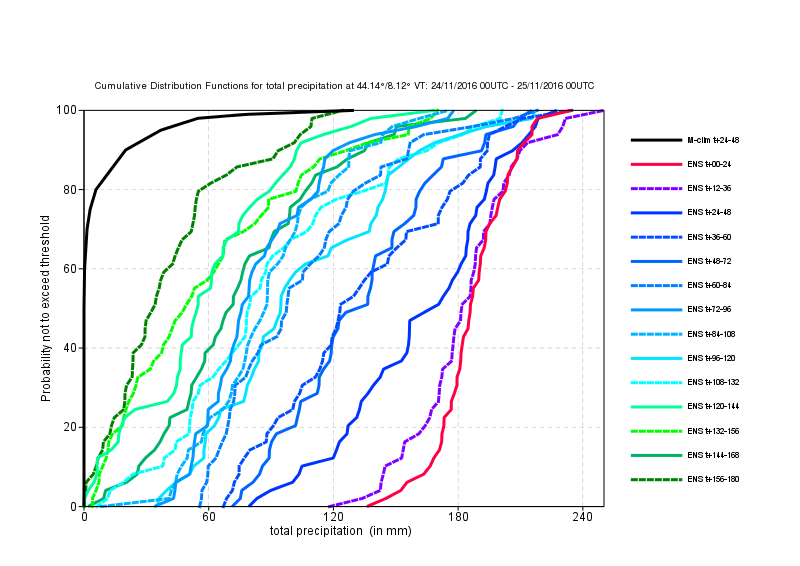 Cumulative Distribution Functions for total precipitation at 44.14°/8.12° VT: 24/11/2016 00UTC - 25/11/2016 00UTC
100
80
60
40
20
0
Probability not to exceed threshold
0 60 120 180 240
total precipitation (in mm)
M-clim t+24-48
ENS t+00-24
ENS t+12-36
ENS t+24-48
ENS t+36-60
ENS t+48-72
ENS t+60-84
ENS t+72-96
ENS t+84-108
ENS t+96-120
ENS t+108-132
ENS t+120-144
ENS t+132-156
ENS t+144-168
ENS t+156-180